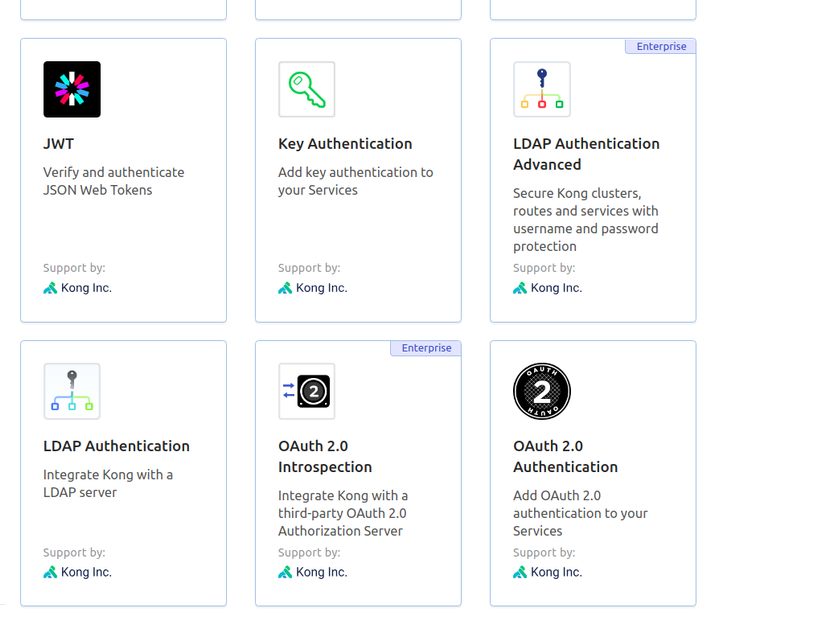 Enterprise
JWT
Verify and authenticate
JSON Web Tokens
Support by:
Kong Inc.
Key Authentication
Add key authentication to
your Services
Support by:
Kong Inc.
LDAP Authentication
Advanced
Secure Kong clusters,
routes and services with
username and password
protection
Support by:
Kong Inc.
LDAP Authentication
Integrate Kong with a
LDAP server
Support by:
Kong Inc.
Enterprise
2
OAuth 2.0
Introspection
Integrate Kong with a
third-party OAuth 2.0
Authorization Server
Support by:
Kong Inc.
OAUTH
2
OAUTH
OAuth 2.0
Authentication
Add OAuth 2.0
authentication to your
Services
Support by:
Kong Inc.